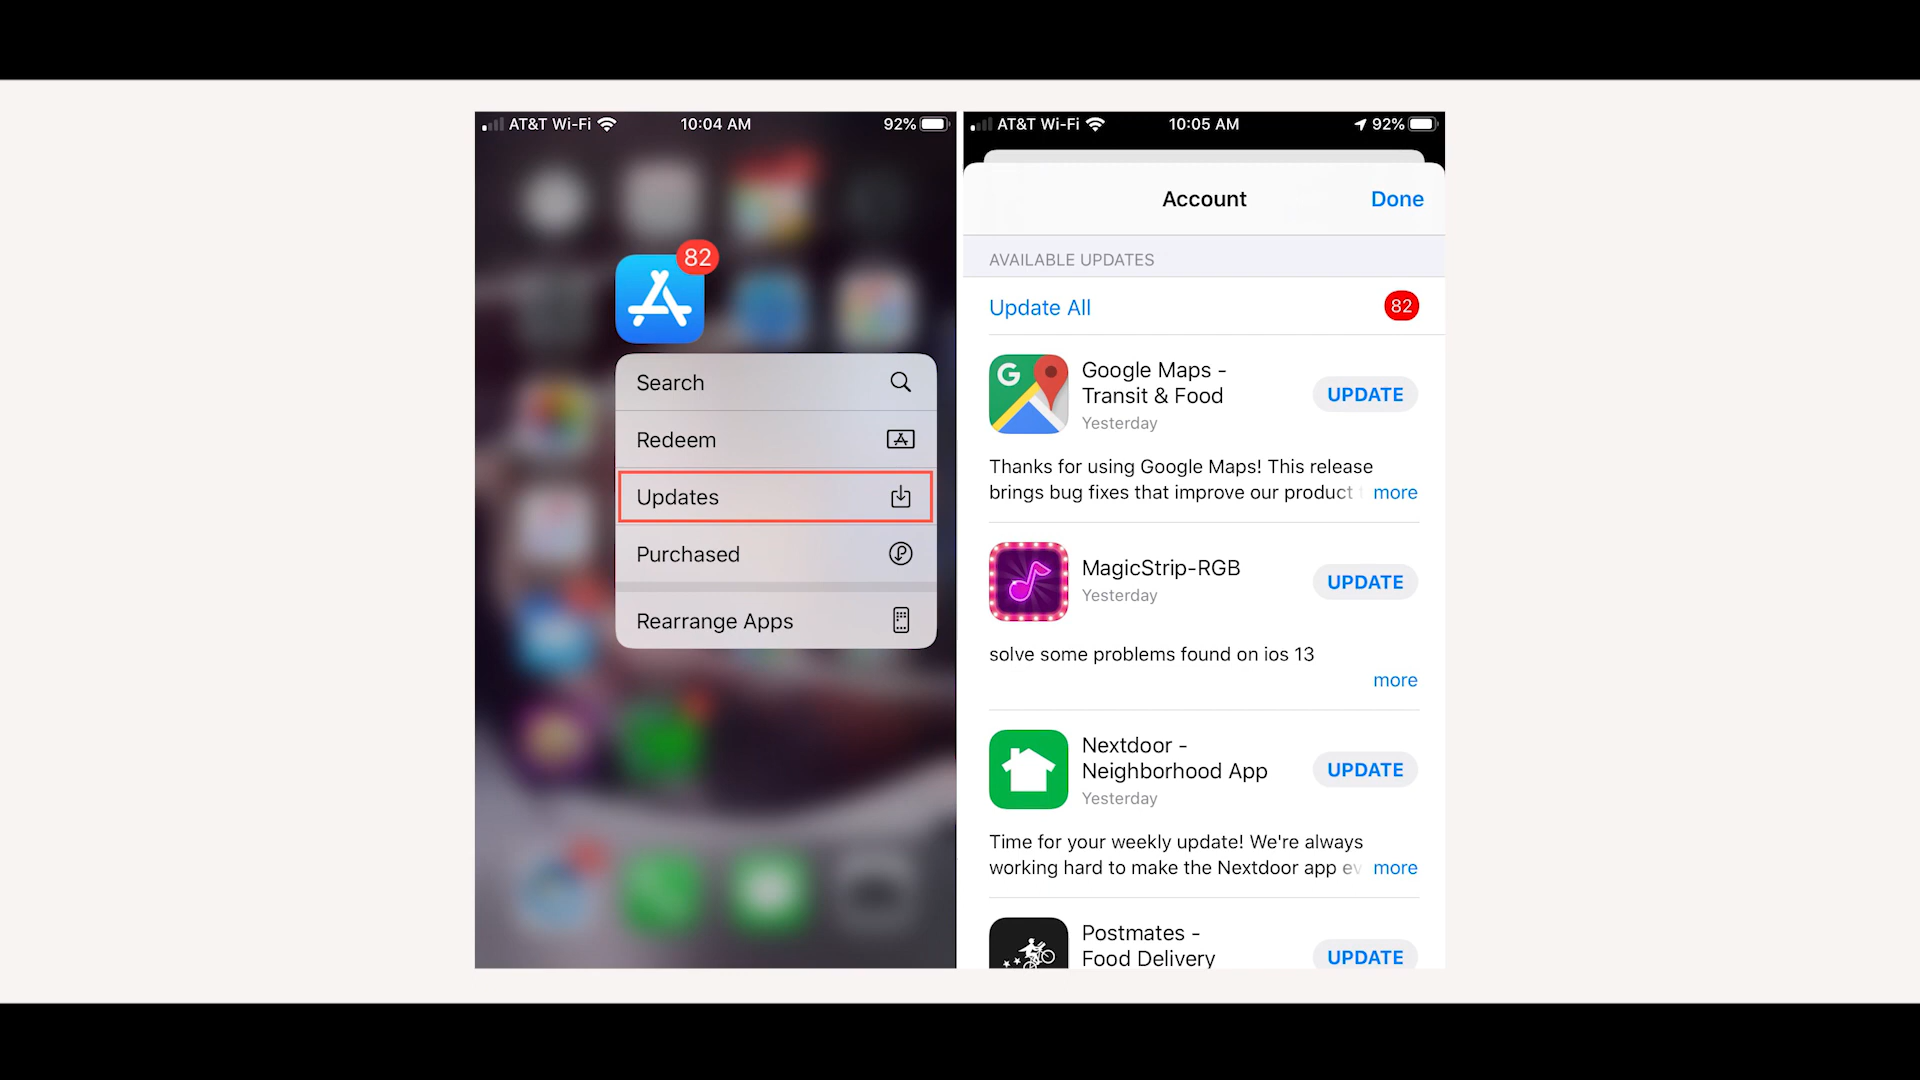 AT&T Wi-Fi 10:04 AM 92%
82
Search
Redeem
Updates
Purchased
Rearrange Apps
AT&T Wi-Fi 10:05 AM 92%
Account Done
AVAILABLE UPDATES
Update All 82
Google Maps -
Transit & Food
Yesterday
UPDATE
Thanks for using Google Maps! This release
brings bug fixes that improve our product more
MagicStrip-RGB
Yesterday
UPDATE
solve some problems found on ios 13
more
Nextdoor -
Neighborhood App
Yesterday
UPDATE
Time for your weekly update! We're always
working hard to make the Nextdoor app ev more
Postmates -
Food Delivery
UPDATE